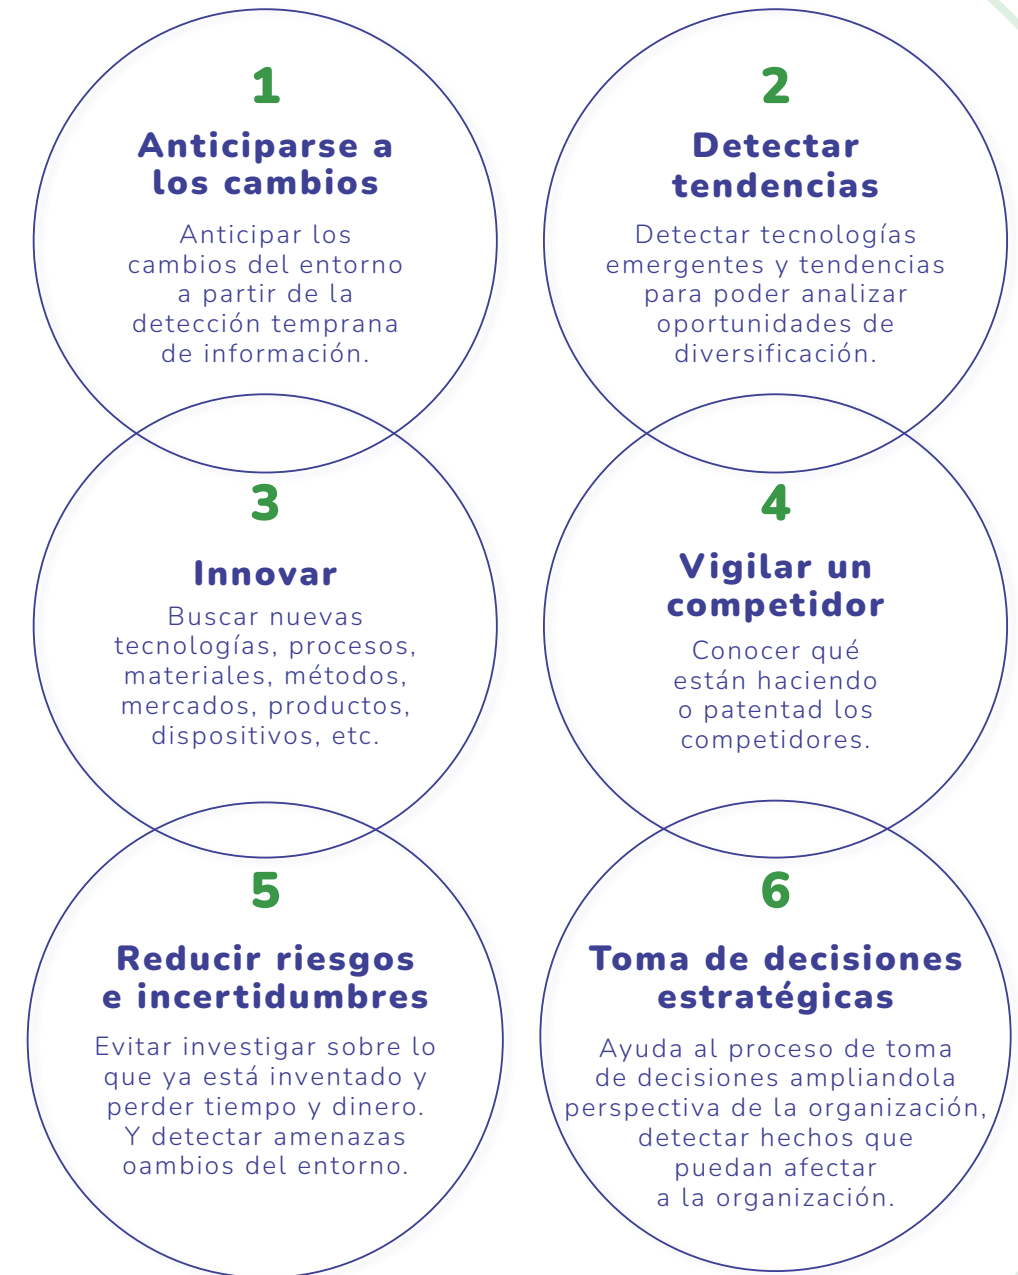 1
Anticiparse a
los cambios
Anticipar los
cambios del entorno
a partir de la
detección temprana
de información.
2
Detectar
tendencias
Detectar tecnologías
emergentes y tendencias
para poder analizar
oportunidades de
diversificación.
3
Innovar
Buscar nuevas
tecnologías, procesos,
materiales, métodos,
mercados, productos,
dispositivos, etc.
4
Vigilar un
competidor
Conocer qué
están haciendo
o patentad los
competidores.
5
Reducir riesgos
e incertidumbres
Evitar investigar sobre lo
que ya está inventado y
perder tiempo y dinero.
Y detectar amenazas
oambios del entorno.
6
Toma de decisiones
estratégicas
Ayuda al proceso de toma
de decisiones ampliandola
perspectiva de la organización,
detectar hechos que
puedan afectar
a la organización.